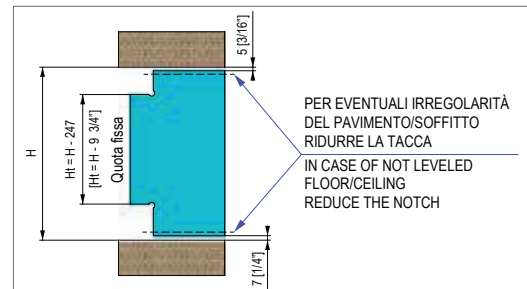 5 [3/16"]
H
Ht = H - 247
[Ht = H - 9 3/4"]
Quota fissa
PER EVENTUALI IRREGOLARITÀ
DEL PAVIMENTO/SOFFITTO
RIDURRE LA TACCA
IN CASE OF NOT LEVELED
FLOOR/CEILING
REDUCE THE NOTCH
7 [1/4"]